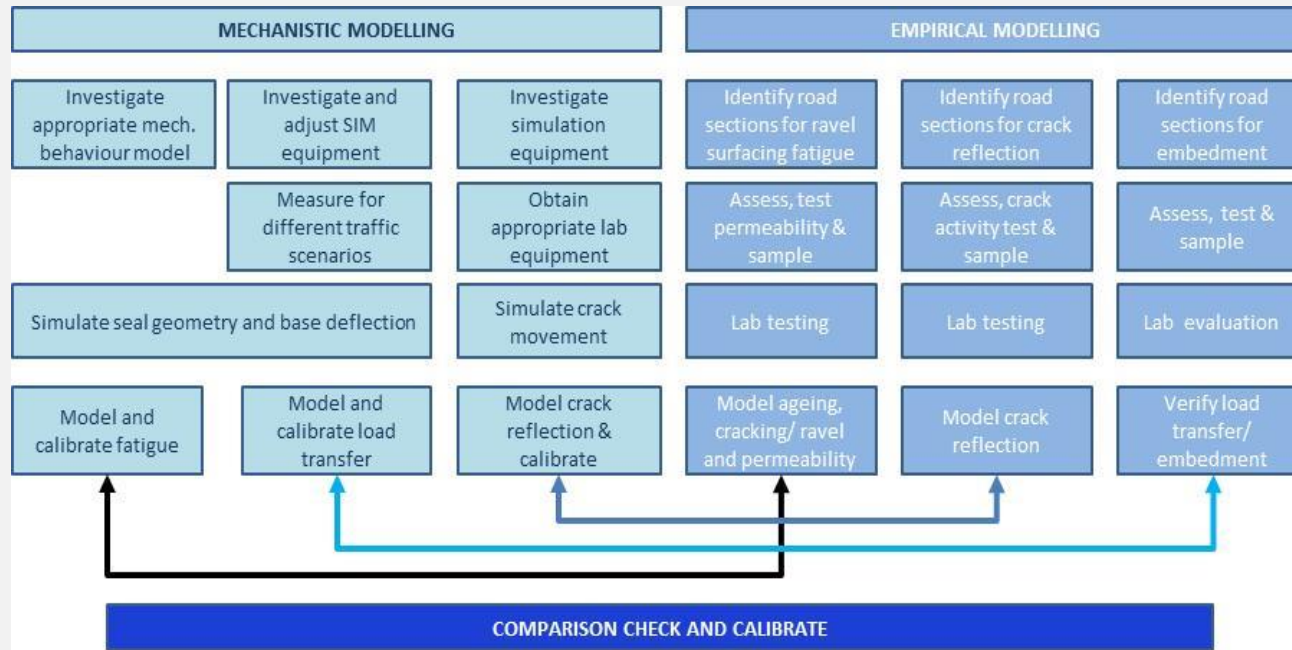 MECHANISTIC MODELLING
EMPIRICAL MODELLING
Investigate
appropriate mech.
behaviour model
Investigate and
adjust SIM
equipment
Investigate
simulation
equipment
Identify road
sections for ravel
surfacing fatigue
Identify road
sections for crack
reflection
Identify road
sections for
embedment
Measure for
different traffic
scenarios
Obtain
appropriate lab
equipment
Assess, test
permeability &
sample
Assess, crack
activity test &
sample
Assess, test &
sample
Simulate seal geometry and base deflection
Simulate crack
movement
Lab testing
Lab testing
Lab evaluation
Model and
calibrate fatigue
Model and
calibrate load
transfer
Model crack
reflection &
calibrate
Model ageing,
cracking/ ravel
and permeability
Model crack
reflection
Verify load
transfer/
embedment
COMPARISON CHECK AND CALIBRATE